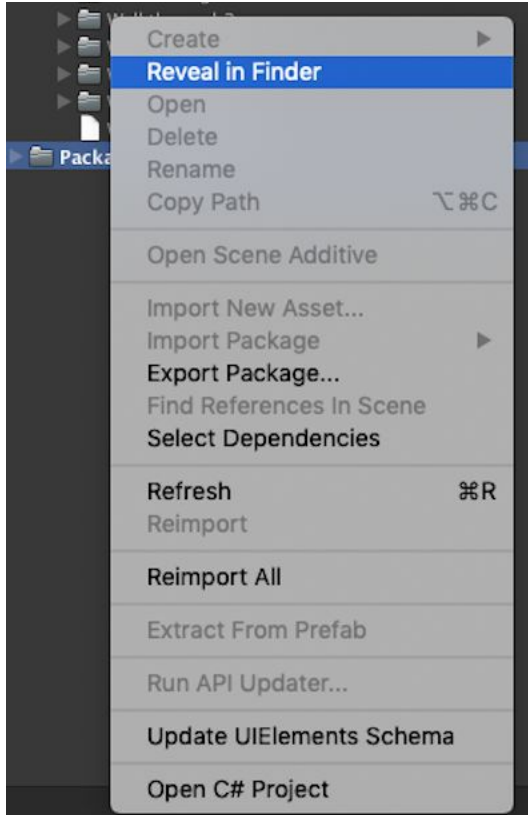 Create
Reveal in Finder
Open
Delete
Rename
Packa
Copy Path ⌥⌘C
Open Scene Additive
Import New Asset...
Import Package
Export Package...
Find References In Scene
Select Dependencies
Refresh ⌘R
Reimport
Reimport All
Extract From Prefab
Run API Updater...
Update UIElements Schema
Open C# Project